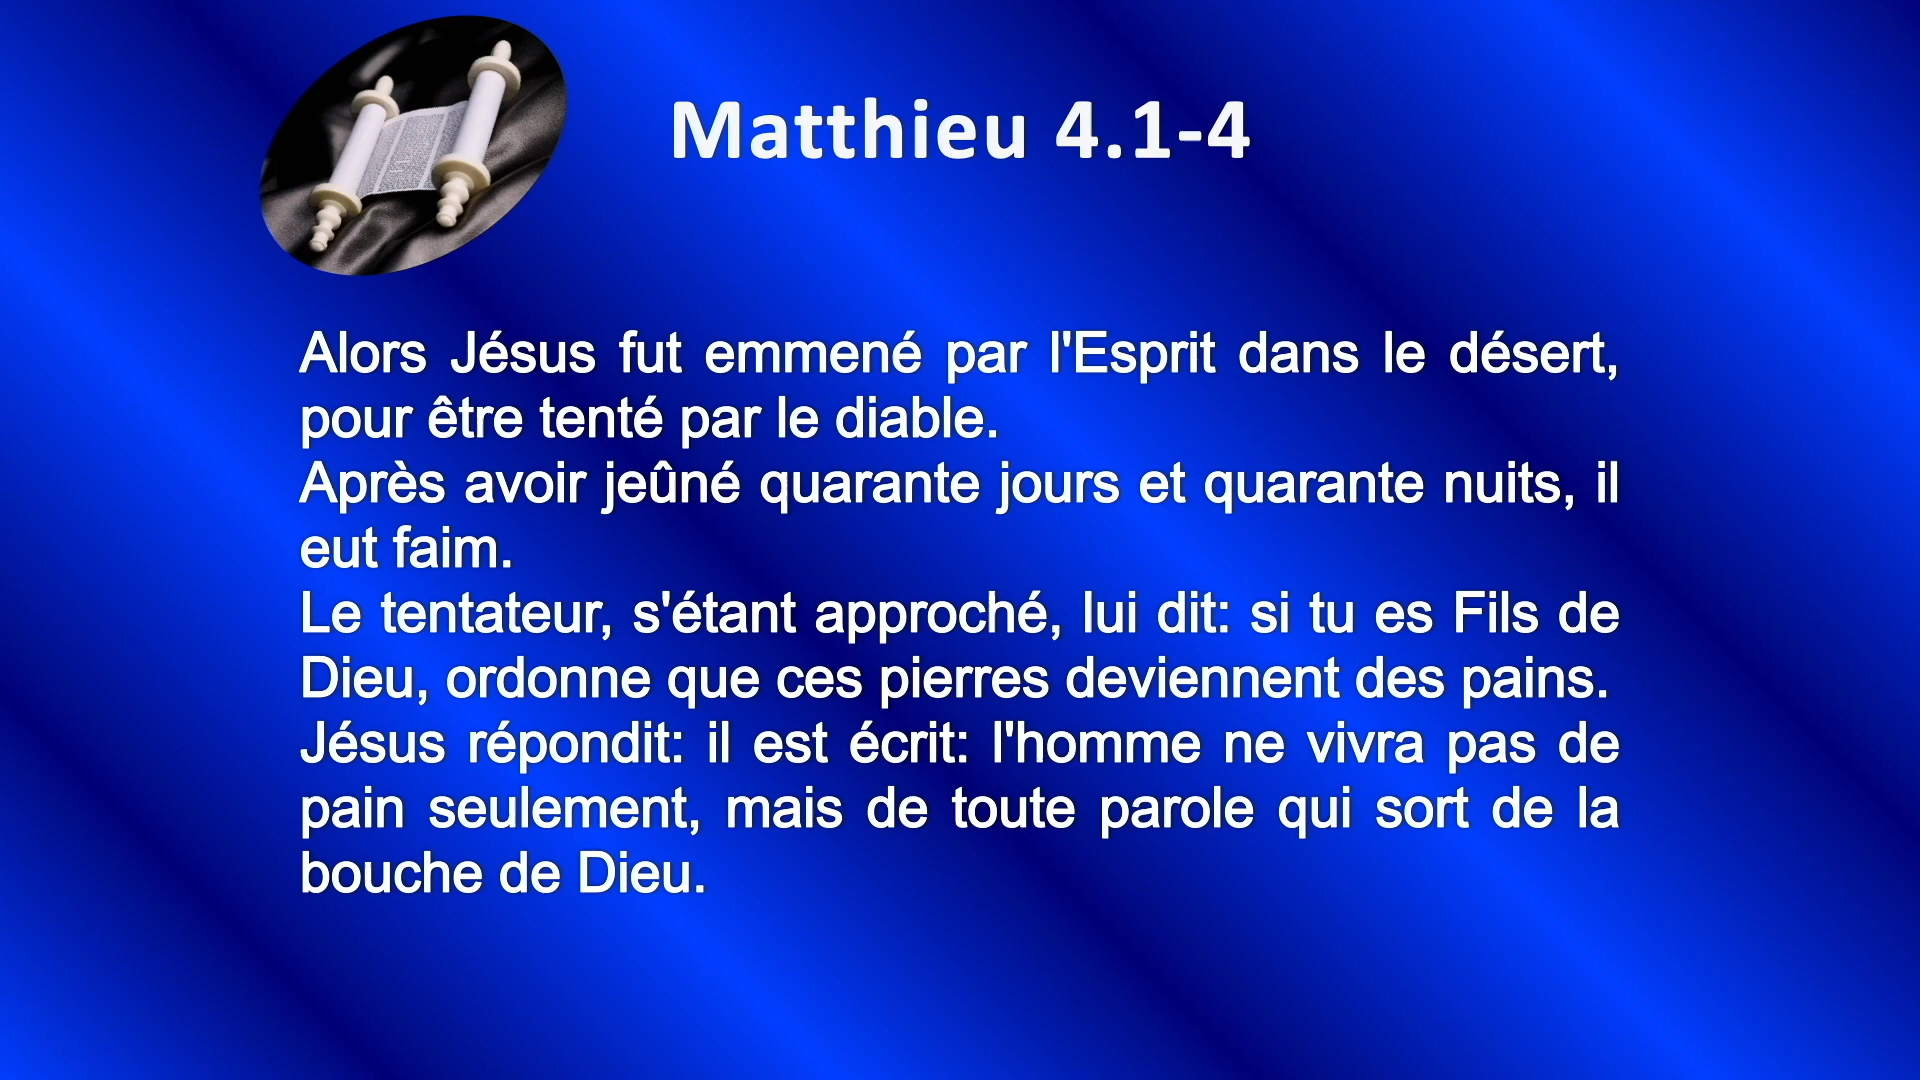 Matthieu 4.1-4
Alors Jésus fut emmené par l'Esprit dans le désert,
pour être tenté par le diable.
Après avoir jeûné quarante jours et quarante nuits, il
eut faim.
Le tentateur, s'étant approché, lui dit: si tu es Fils de
Dieu, ordonne que ces pierres deviennent des pains.
Jésus répondit: il est écrit: l'homme ne vivra pas de
pain seulement, mais de toute parole qui sort de la
bouche de Dieu.